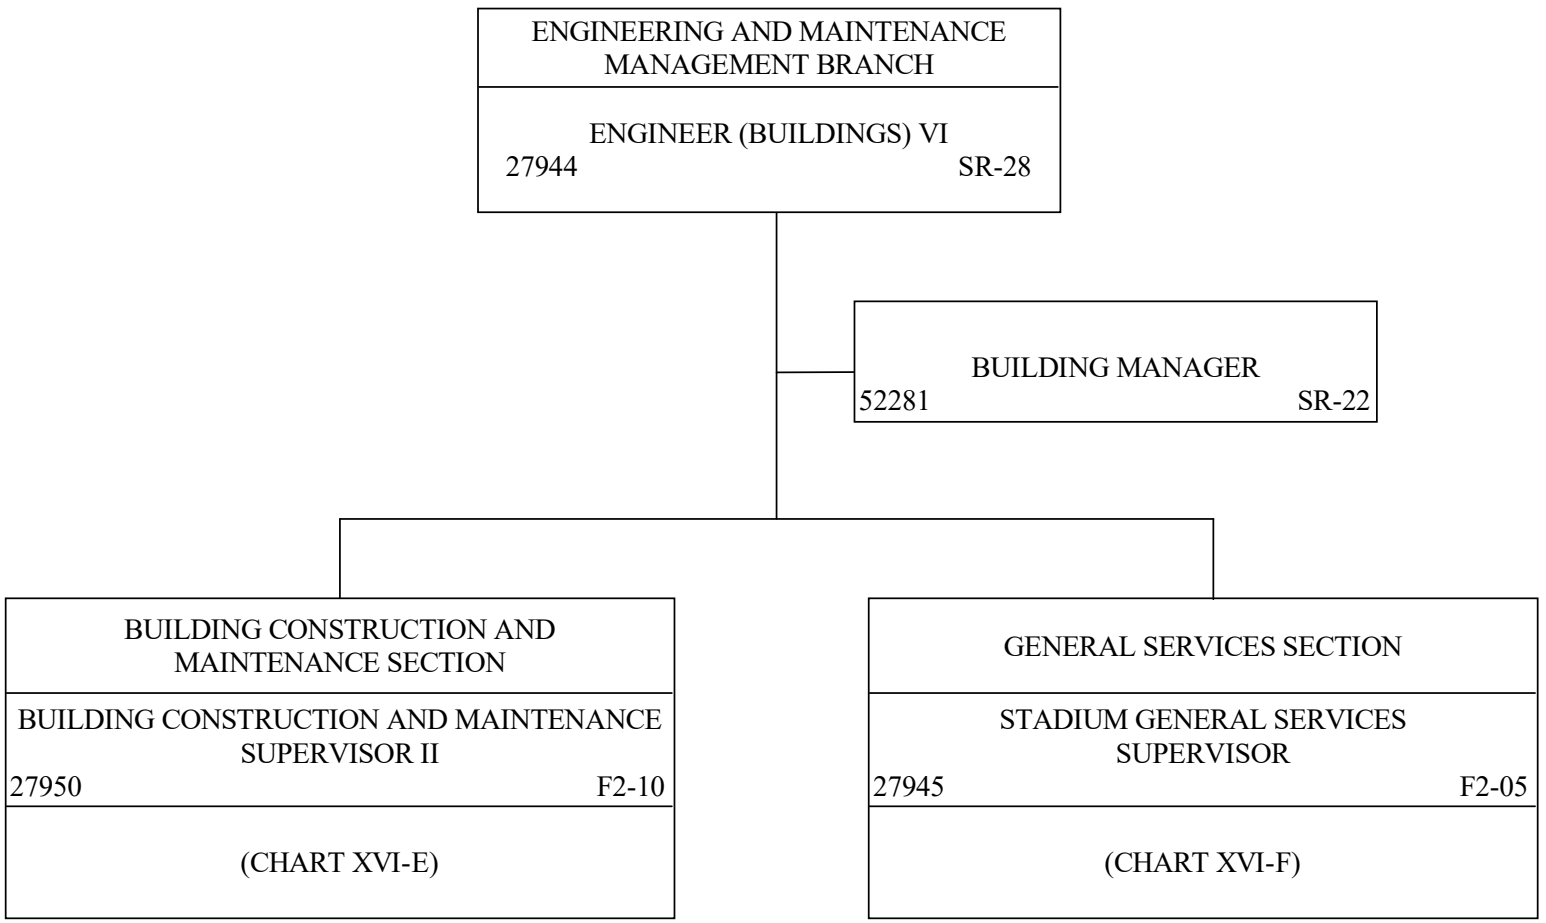 ENGINEERING AND MAINTENANCE
MANAGEMENT BRANCH
ENGINEER (BUILDINGS) VI
27944 SR-28
BUILDING MANAGER
52281 SR-22
BUILDING CONSTRUCTION AND
MAINTENANCE SECTION
BUILDING CONSTRUCTION AND MAINTENANCE
SUPERVISOR II
27950 F2-10
(CHART XVI-E)
GENERAL SERVICES SECTION
STADIUM GENERAL SERVICES
SUPERVISOR
27945 F2-05
(CHART XVI-F)